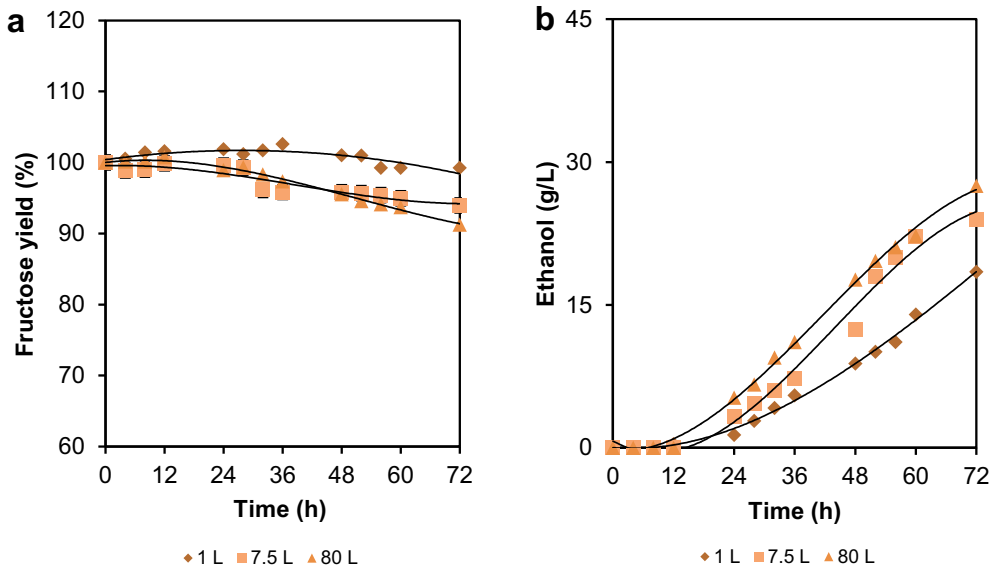 a
Fructose yield (%)
120
110
100
90
80
70
60
0 12 24 36 48 60 72
Time (h)
1 L 7.5 L 80 L
b
Ethanol (g/L)
45
30
15
0
0 12 24 36 48 60 72
Time (h)
1 L 7.5 L 80 L